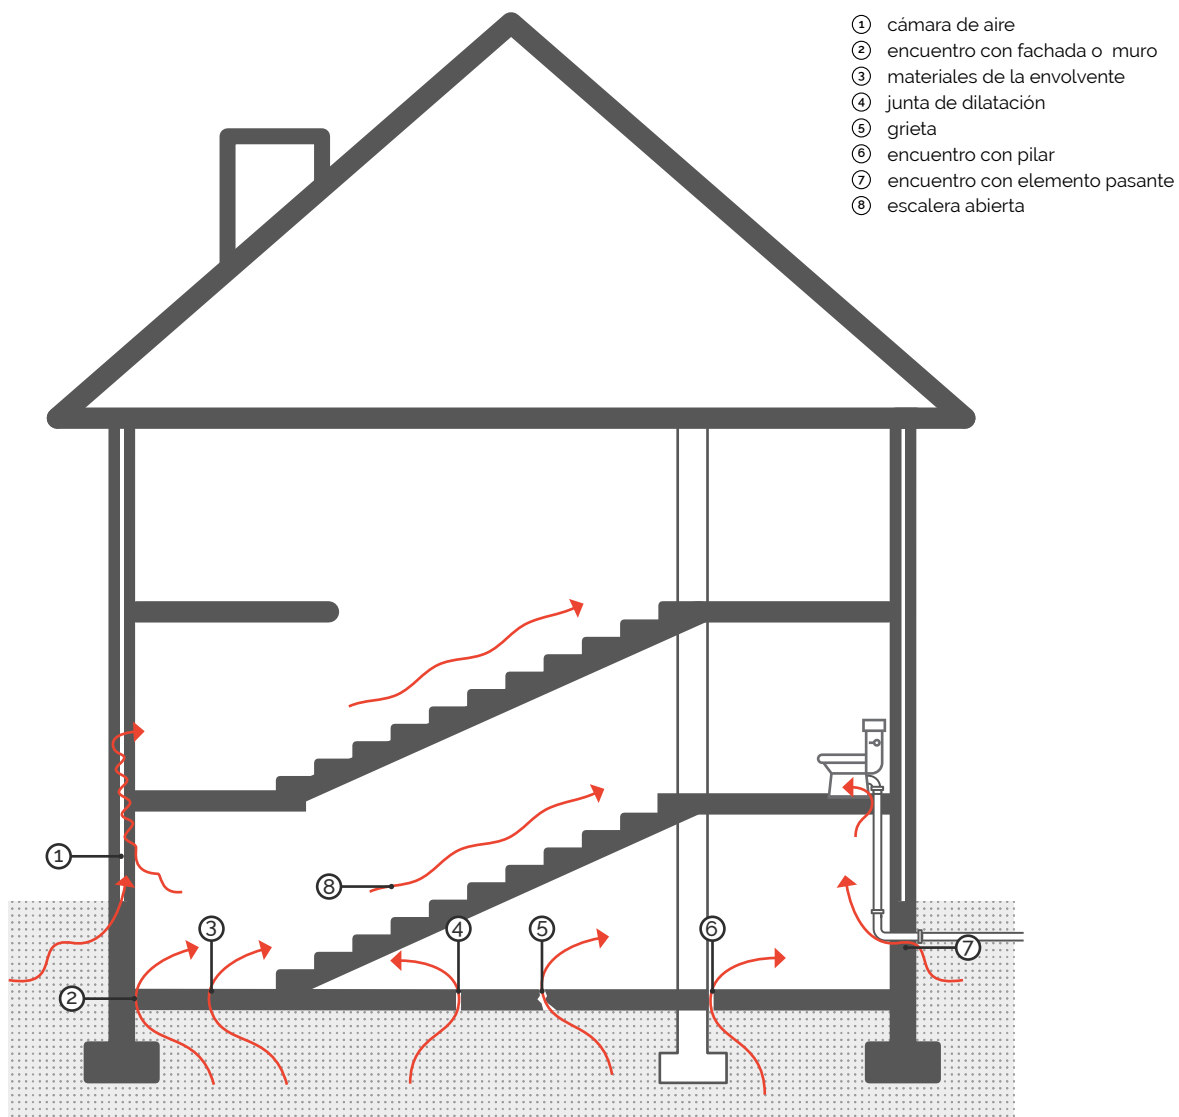 ① cámara de aire
② encuentro con fachada o muro
③ materiales de la envolvente
④ junta de dilatación
⑤ grieta
⑥ encuentro con pilar
⑦ encuentro con elemento pasante
⑧ escalera abierta
①
⑧
③
④
⑤
⑥
⑦
②